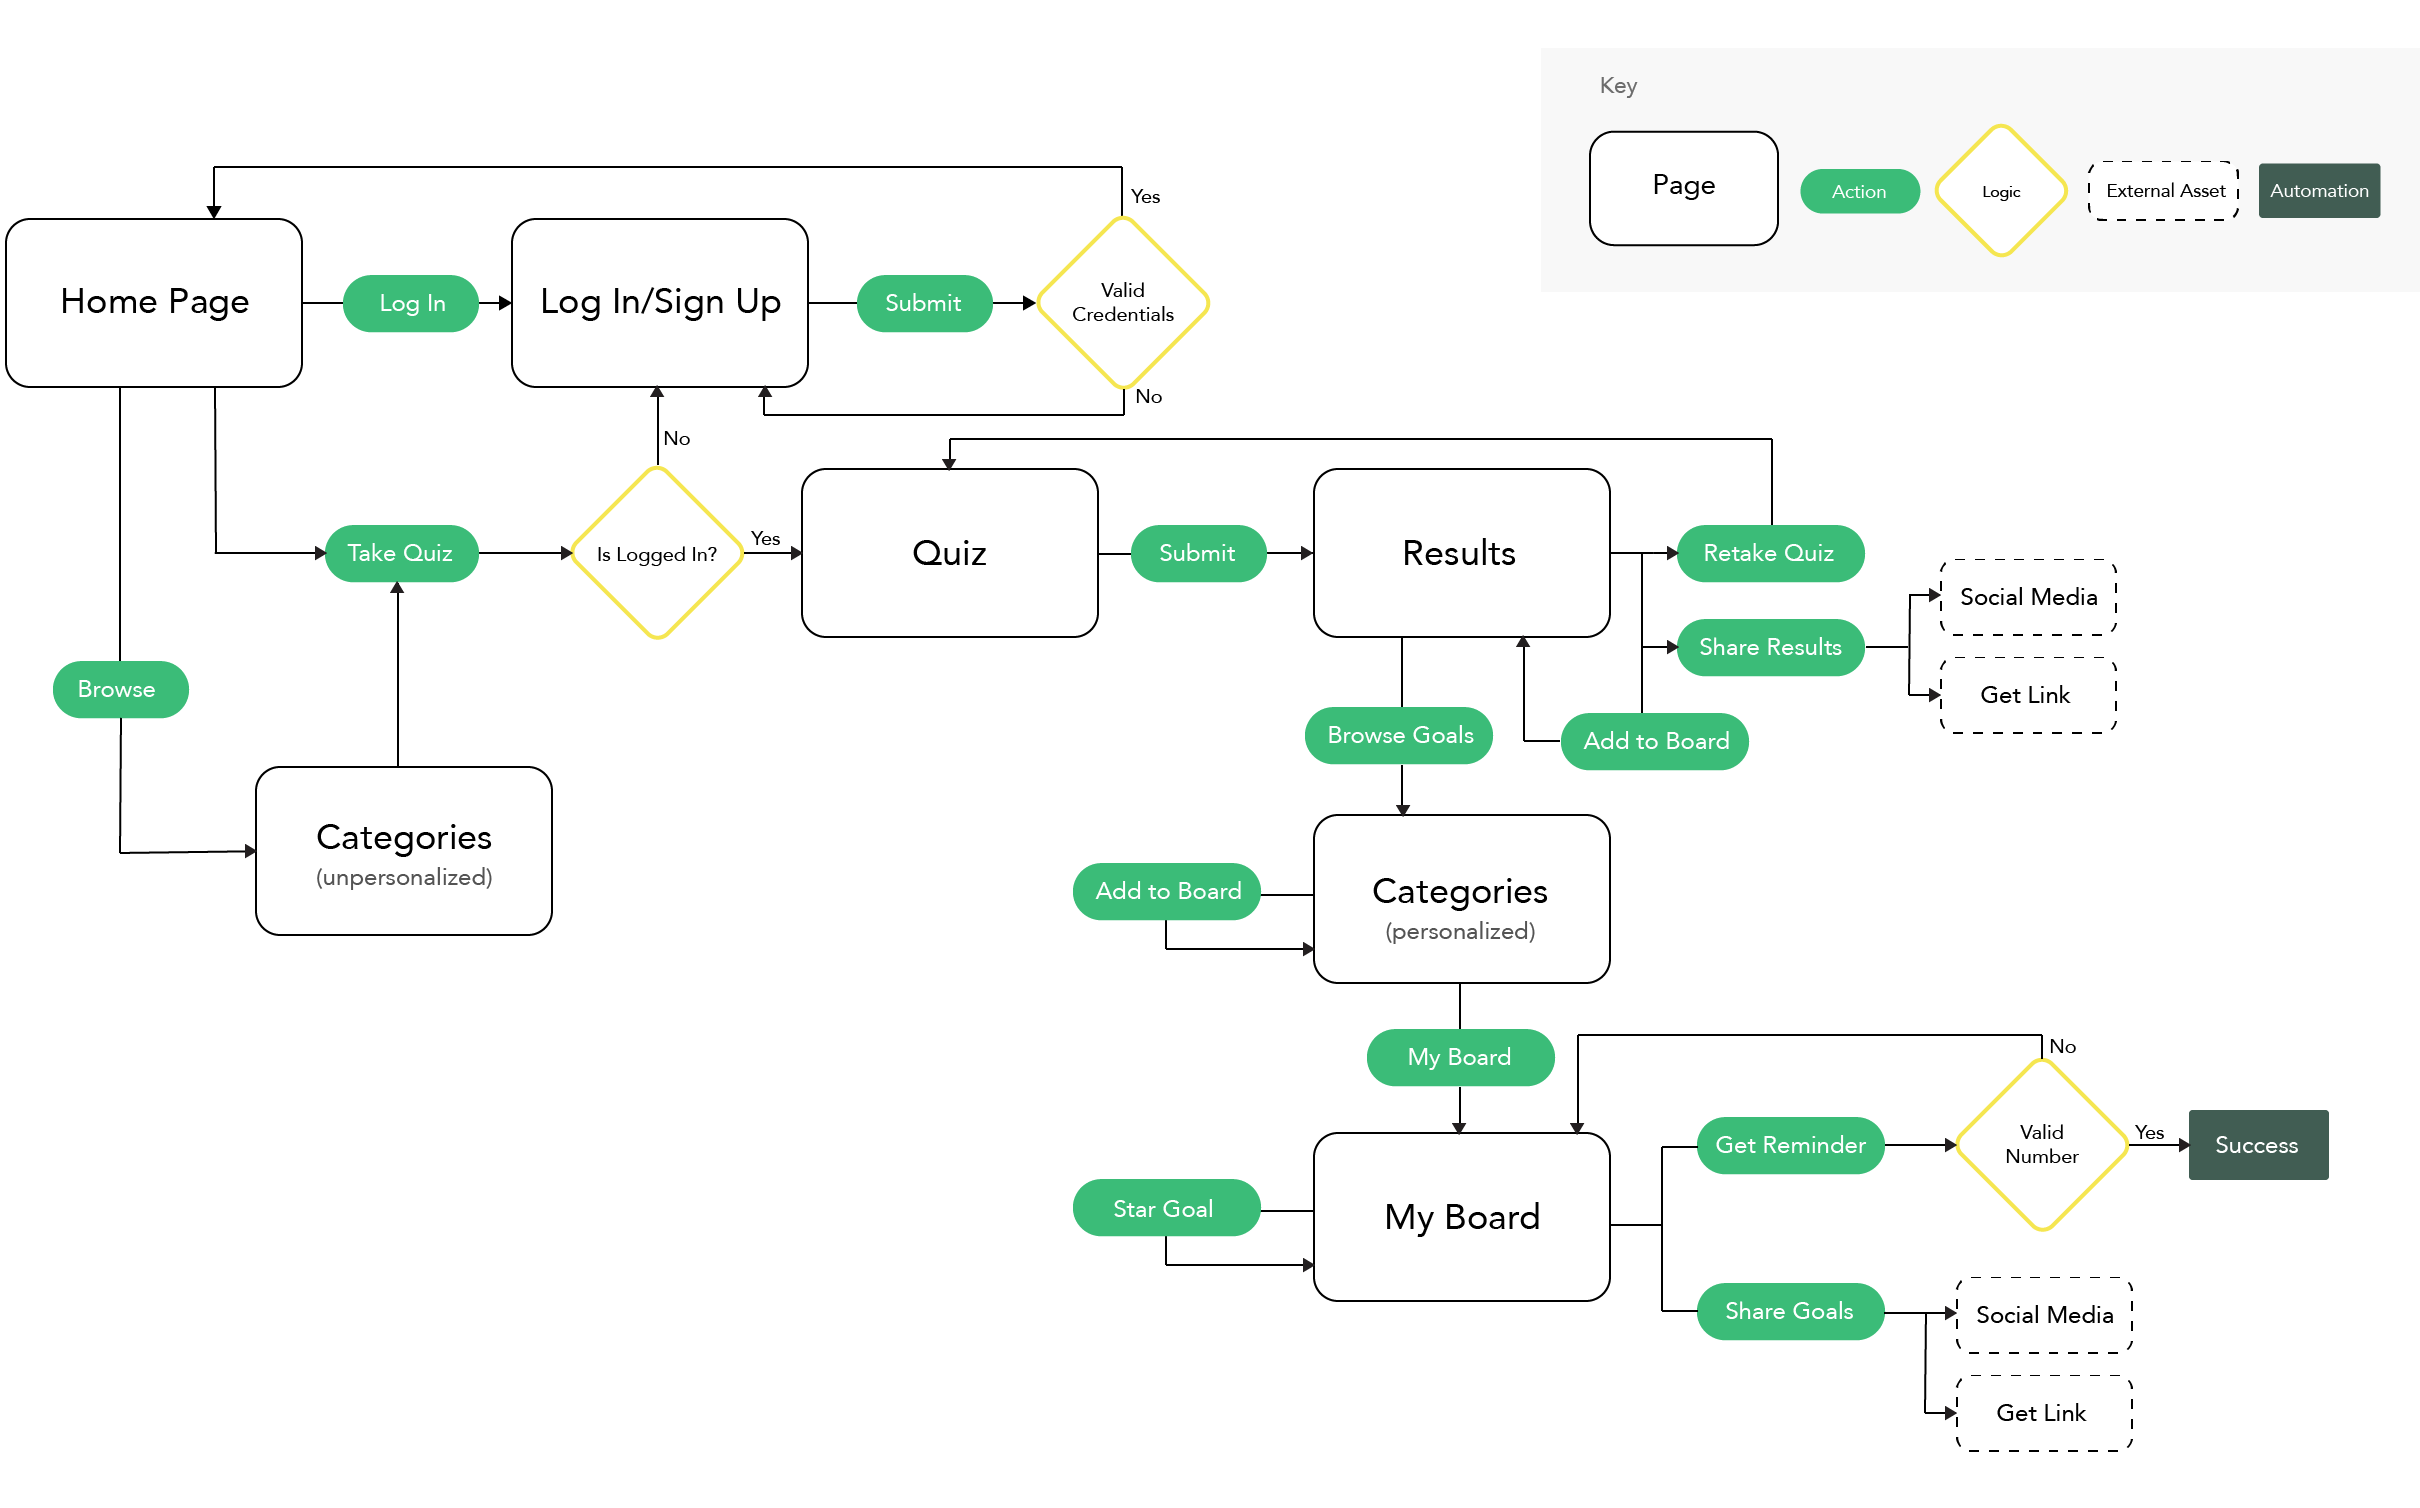 Key
Page
Action
Logic
External Asset
Automation
Yes
Home Page
Log In
Log In/Sign Up
Submit
Valid
Credentials
No
No
Take Quiz
Is Logged In?
Yes
Quiz
Submit
Results
Retake Quiz
Social Media
Share Results
Get Link
Browse
Browse Goals
Add to Board
Categories
(unpersonalized)
Add to Board
Categories
(personalized)
My Board
No
Get Reminder
Valid
Number
Yes
Success
Star Goal
My Board
Share Goals
Social Media
Get Link